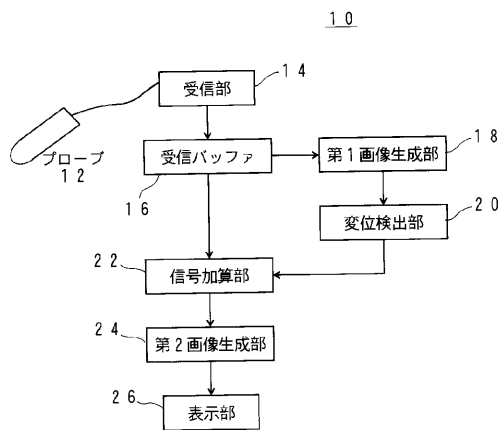 １０
受信部
１４
プローブ
１２
受信バッファ
１６
第１画像生成部
１８
変位検出部
２０
２２
信号加算部
２４
第２画像生成部
２６
表示部